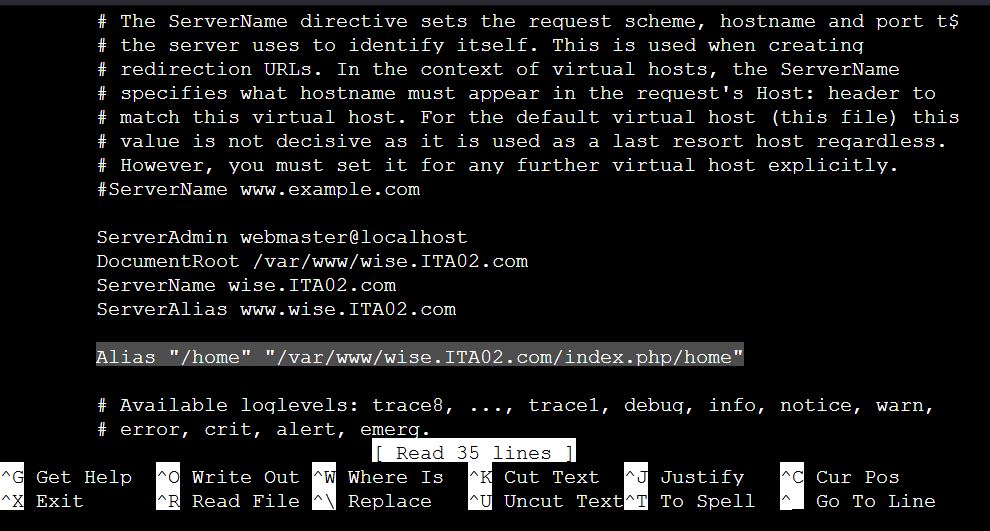 # The ServerName directive sets the request scheme, hostname and port t$
# the server uses to identify itself. This is used when creating
# redirection URLs. In the context of virtual hosts, the ServerName
# specifies what hostname must appear in the request's Host: header to
# match this virtual host. For the default virtual host (this file) this
# value is not decisive as it is used as a last resort host regardless.
# However, you must set it for any further virtual host explicitly.
#ServerName www.example.com
ServerAdmin webmaster@localhost
DocumentRoot /var/www/wise.ITA02.com
ServerName wise.ITA02.com
ServerAlias www.wise.ITA02.com
Alias "/home" "/var/www/wise.ITA02.com/index.php/home"
# Available loglevels: trace8, ..., trace1, debug, info, notice, warn,
# error, crit, alert, emerg.
[ Read 35 lines ]
^G Get Help ^O Write Out ^W Where Is ^K Cut Text ^J Justify ^C Cur Pos
^X Exit ^R Read File ^\ Replace ^U Uncut Text ^T To Spell ^_ Go To Line